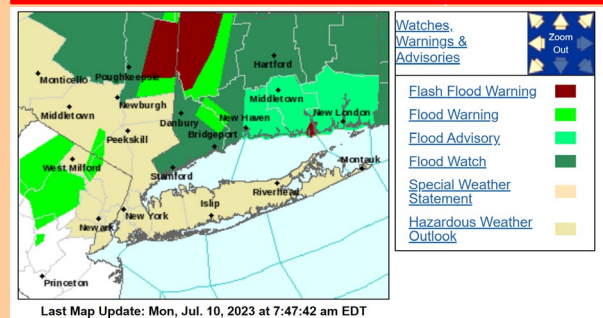 Watches,
Warnings &
Advisories
Zoom
Out
Flash Flood Warning
Flood Warning
Flood Advisory
Flood Watch
Special Weather
Statement
Hazardous Weather
Outlook
Hartford
Monticello
Poughkeepsie
Middletown
Newburgh
Middletown
New London
New Haven
Danbury
Bridgeport
Peekskill
Montauk
West Milford
Stamford
Riverhead
Islip
New York
Newark
Princeton
Last Map Update: Mon, Jul. 10, 2023 at 7:47:42 am EDT